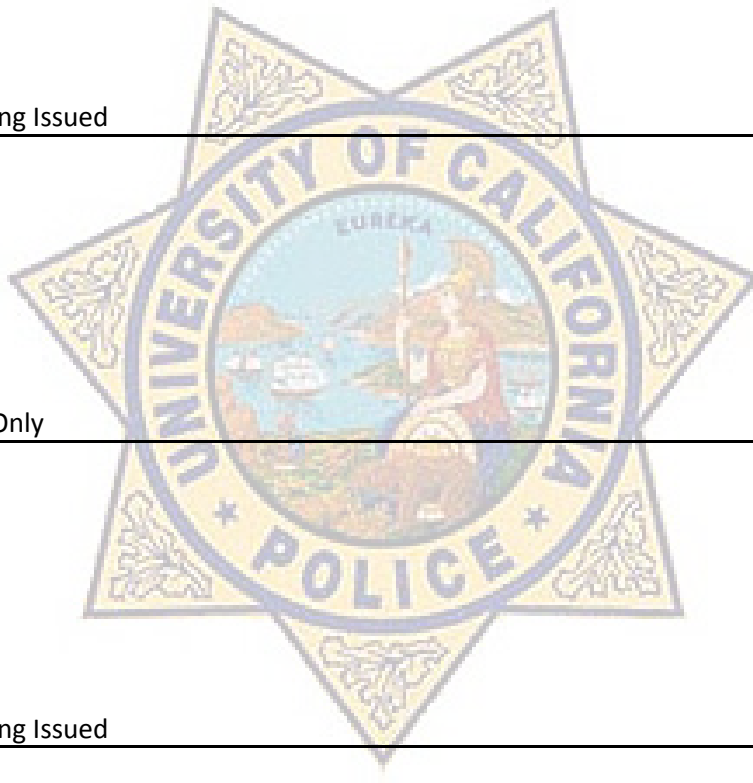 ng Issued
UNIVERSITY OF CALIFORNIA
EUREKA
Only
POLICE
ng Issued